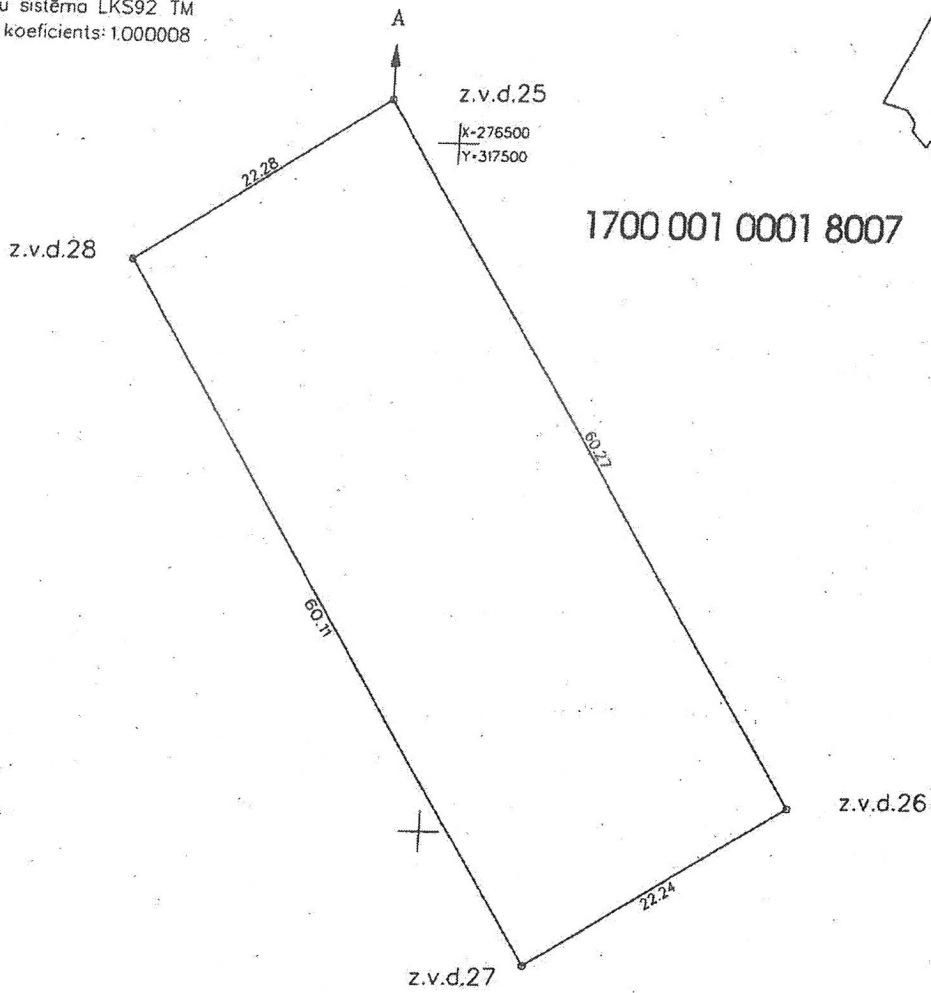 sistēma LKS92 TM
koeficients: 1.000008
A
z.v.d.25
X=276500
Y=317500
22.28
1700 001 0001 8007
z.v.d.28
60.27
60.11
z.v.d.26
22.24
z.v.d.27